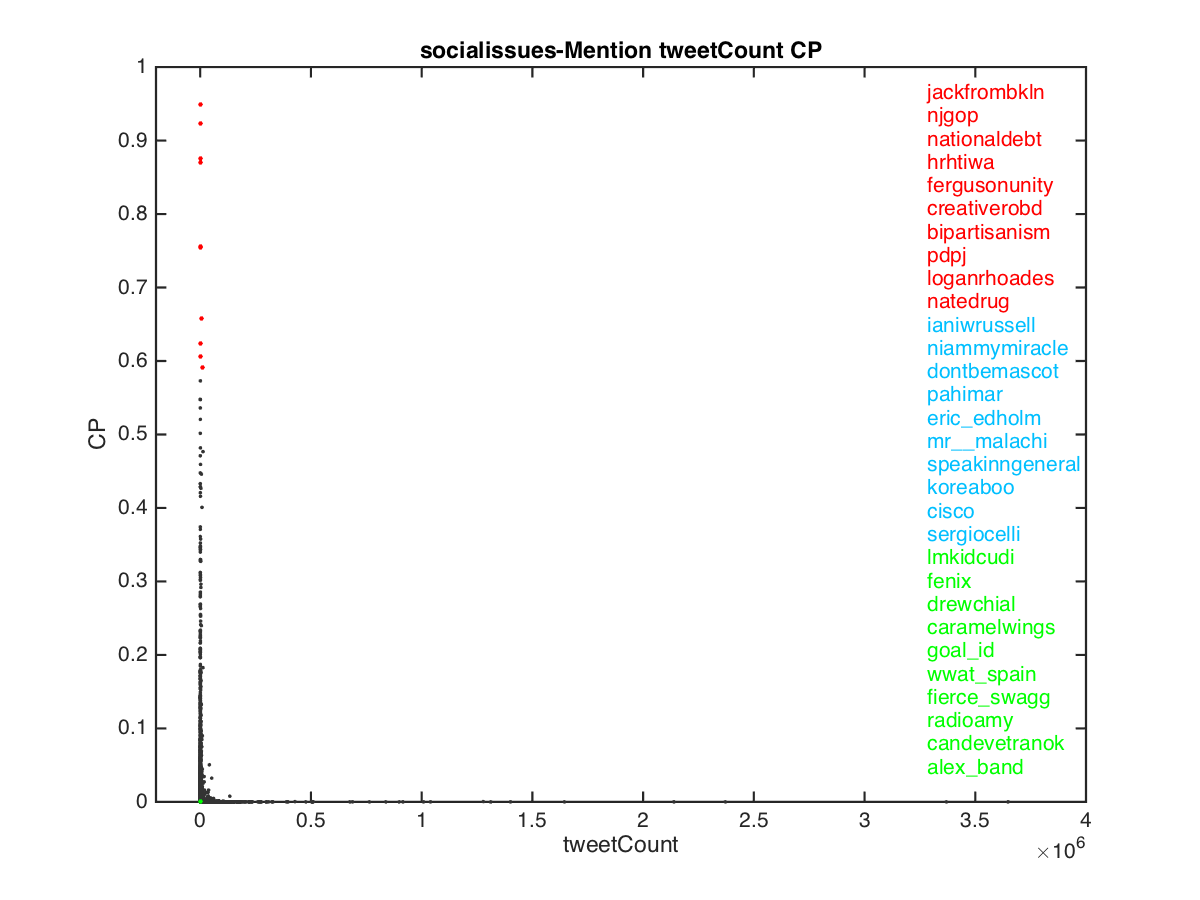 socialissues-Mention tweetCount CP
1
0.9
0.8
0.7
0.6
0.5
0.4
0.3
0.2
0.1
0
CP
jackfrombkln
njgop
nationaldebt
hrhtiwa
fergusonunity
creativerobd
bipartisanism
pdpj
loganrhoades
natedrug
ianiwrussell
niammymiracle
dontbemascot
pahimar
eric_edholm
mr__malachi
speakinngeneral
koreaboo
cisco
sergiocelli
lmkidcudi
fenix
drewchial
caramelwings
goal_id
wwat_spain
fierce_swagg
radioamy
candevetranok
alex_band
0 0.5 1 1.5 2 2.5 3 3.5 4
tweetCount
×10⁶